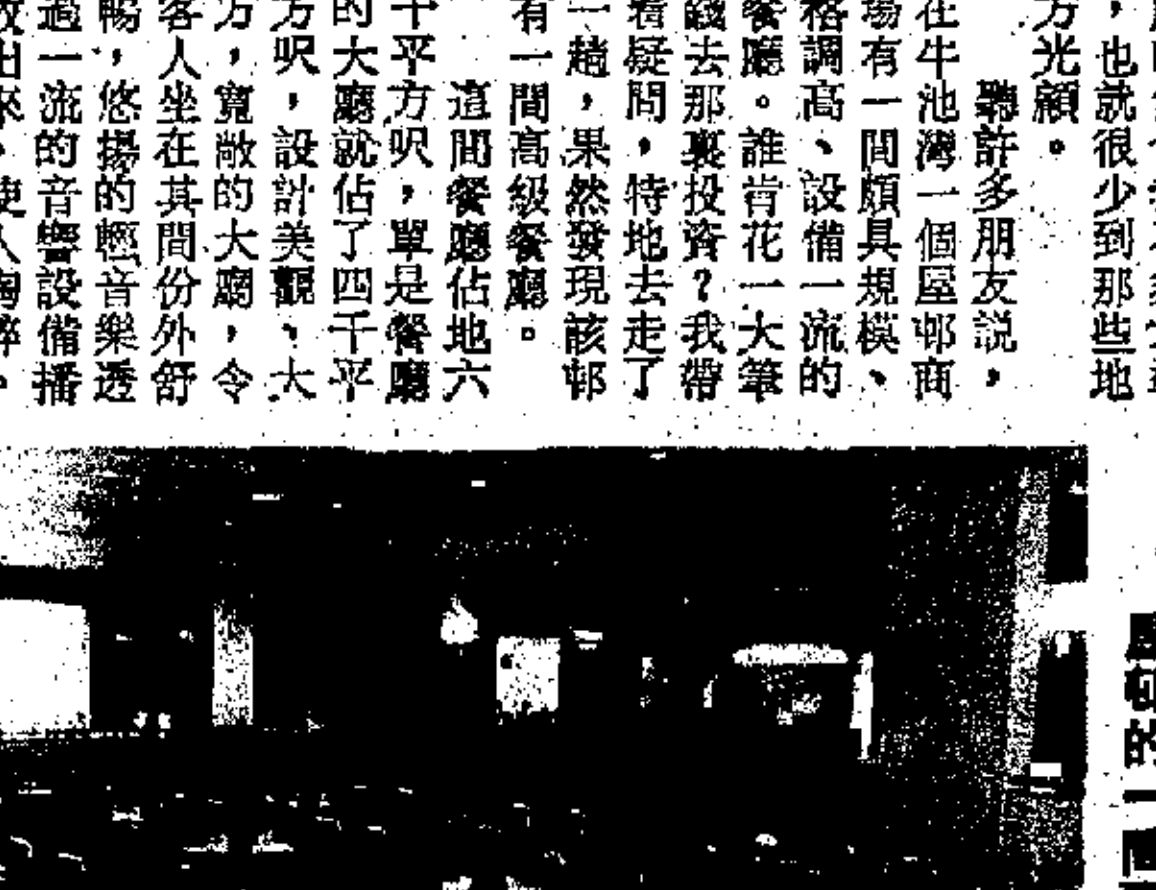 ，也就很少到那些地
方光顧。
聽許多朋友説，
在牛池灣一個屋邨商
場有一間頗具規模、
格調高、設備一流的
餐廳。誰肯花一大筆
錢去那裏投資？我帶
着疑問，特地去走了
一趟，果然發現該邨
有一間高級餐廳。
這間餐廳佔地六
千平方呎，單是餐廳
的大廳就佔了四千平
方呎，設計美觀、大
方，寬敞的大廳，令
客人坐在其間份外舒
暢，悠揚的輕音樂透
過一流的音響設備播
放出來，使人陶醉。
屋邨的一